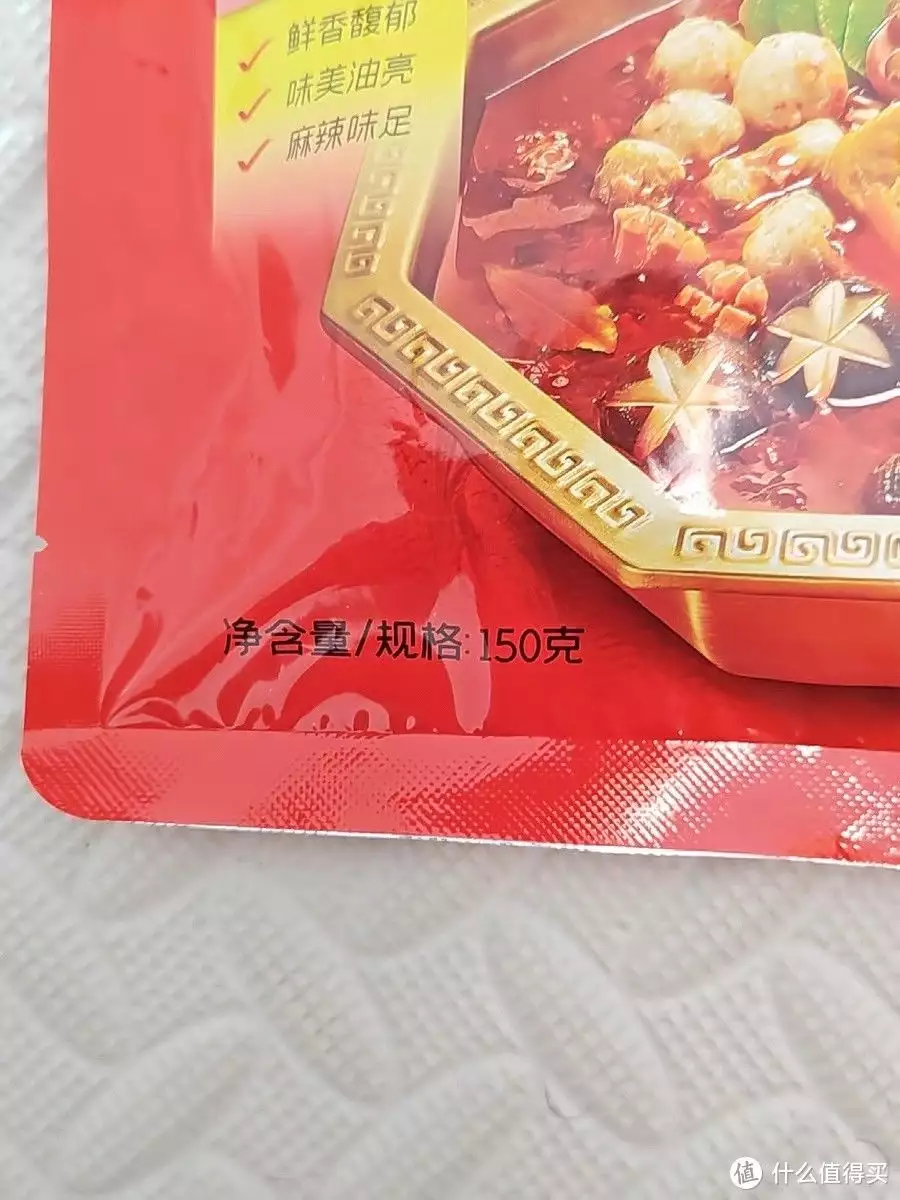 鲜香馥郁
味美油亮
麻辣味足
净含量/规格:150克
值 什么值得买